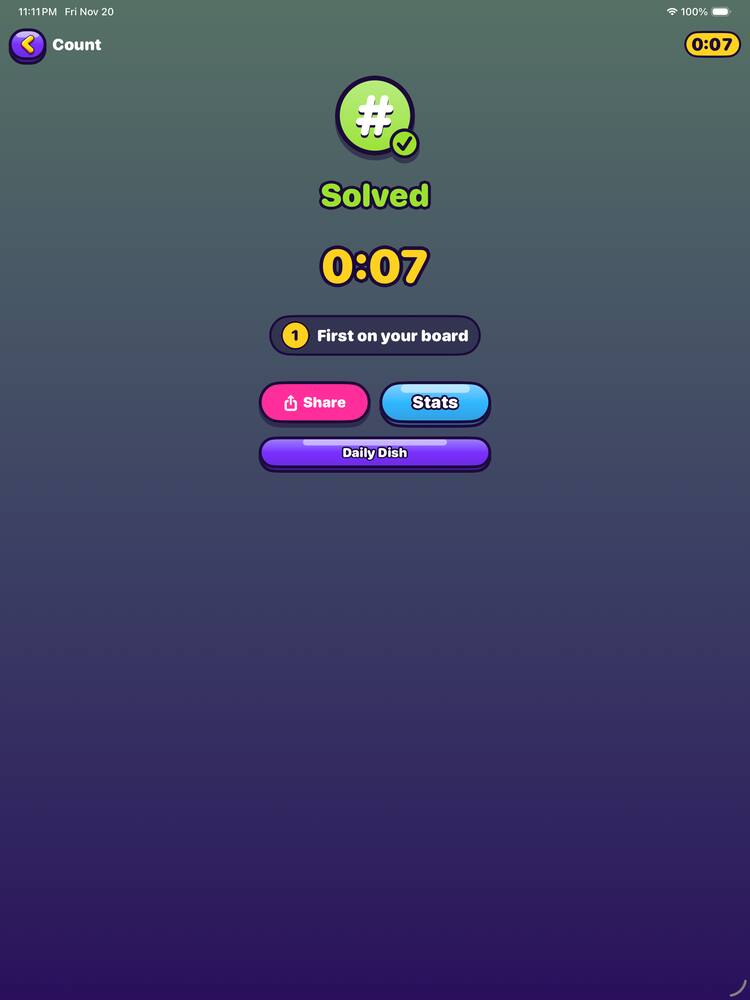 11:11 PM Fri Nov 20
100%
Count
0:07
#
Solved
0:07
1 First on your board
Share
Stats
Daily Dish